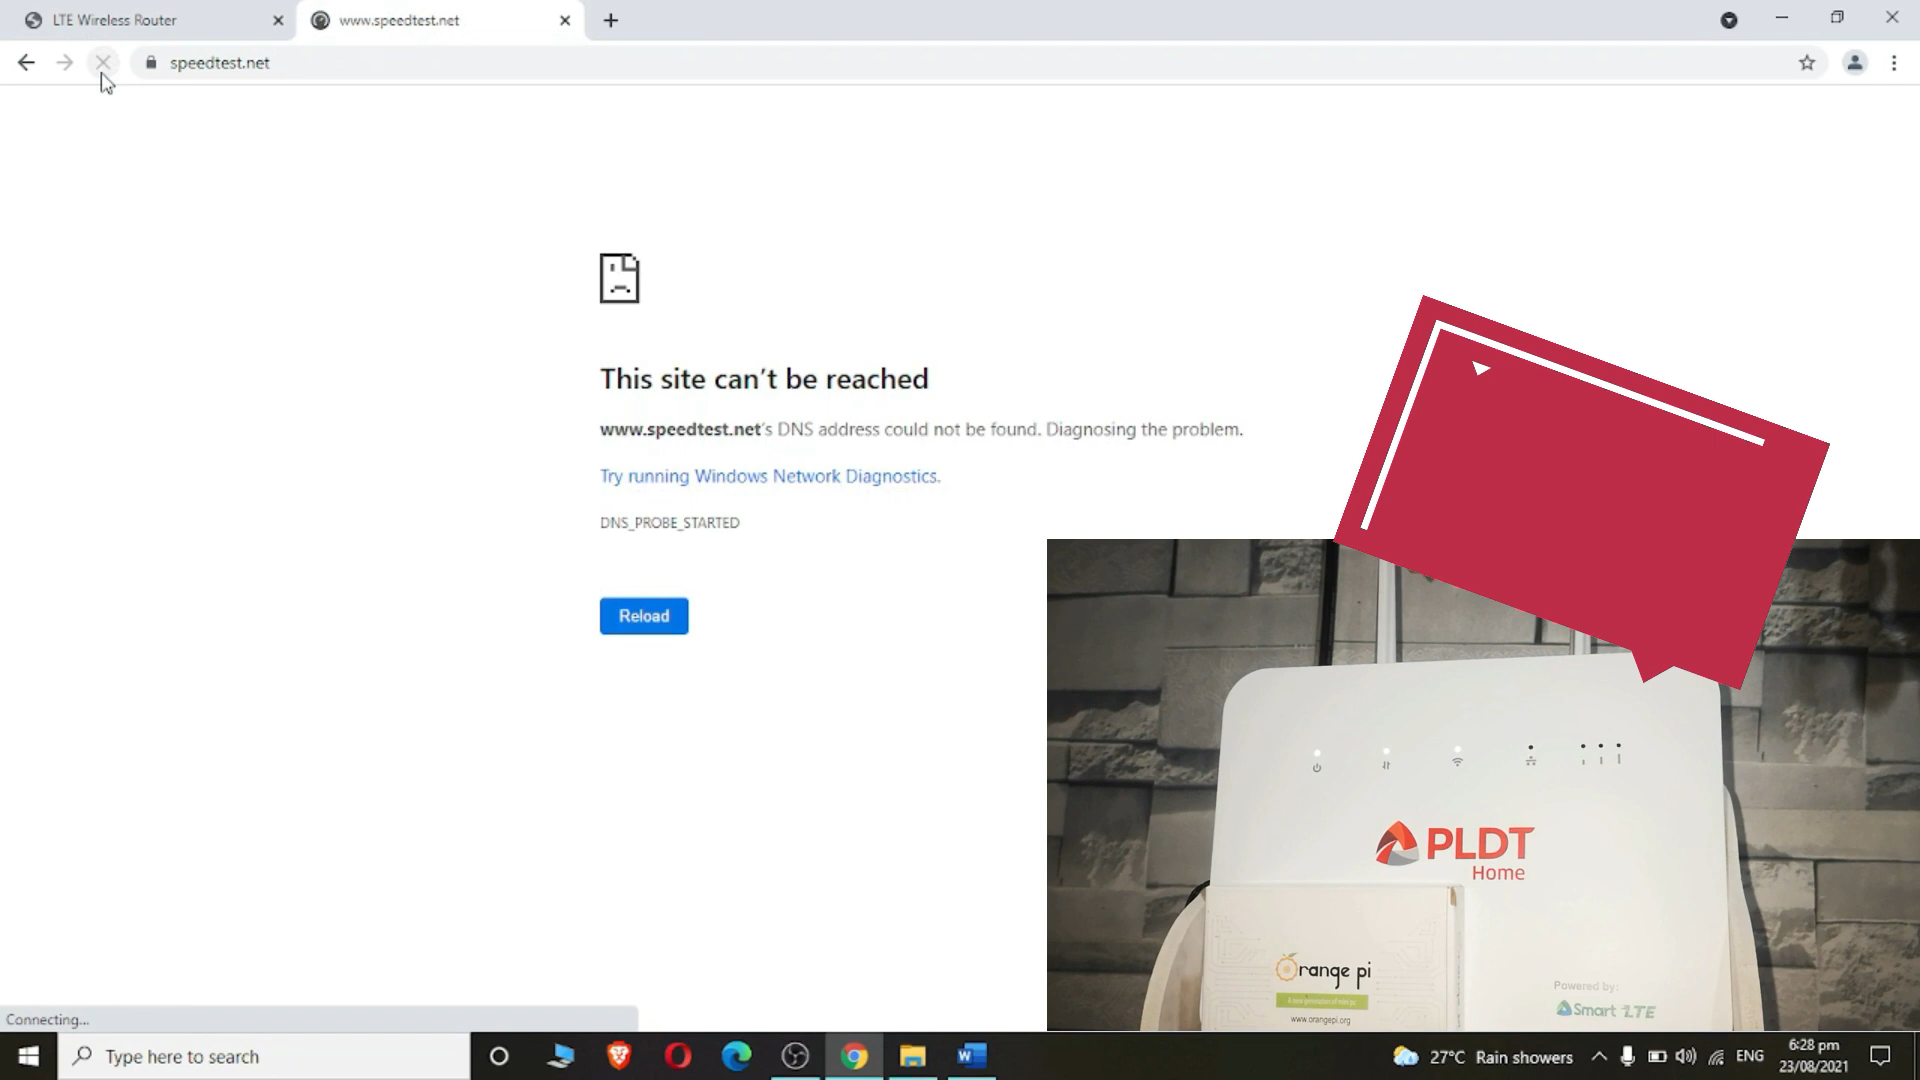 LTE Wireless Router
www.speedtest.net
speedtest.net
This site can't be reached
www.speedtest.net's DNS address could not be found. Diagnosing the problem.
Try running Windows Network Diagnostics.
DNS_PROBE_STARTED
Reload
PLDT
Home
Orange pi
www.orangepi.org
Powered by:
Smart LTE
Connecting...
Type here to search
27°C Rain showers
ENG
6:28 pm
23/08/2021